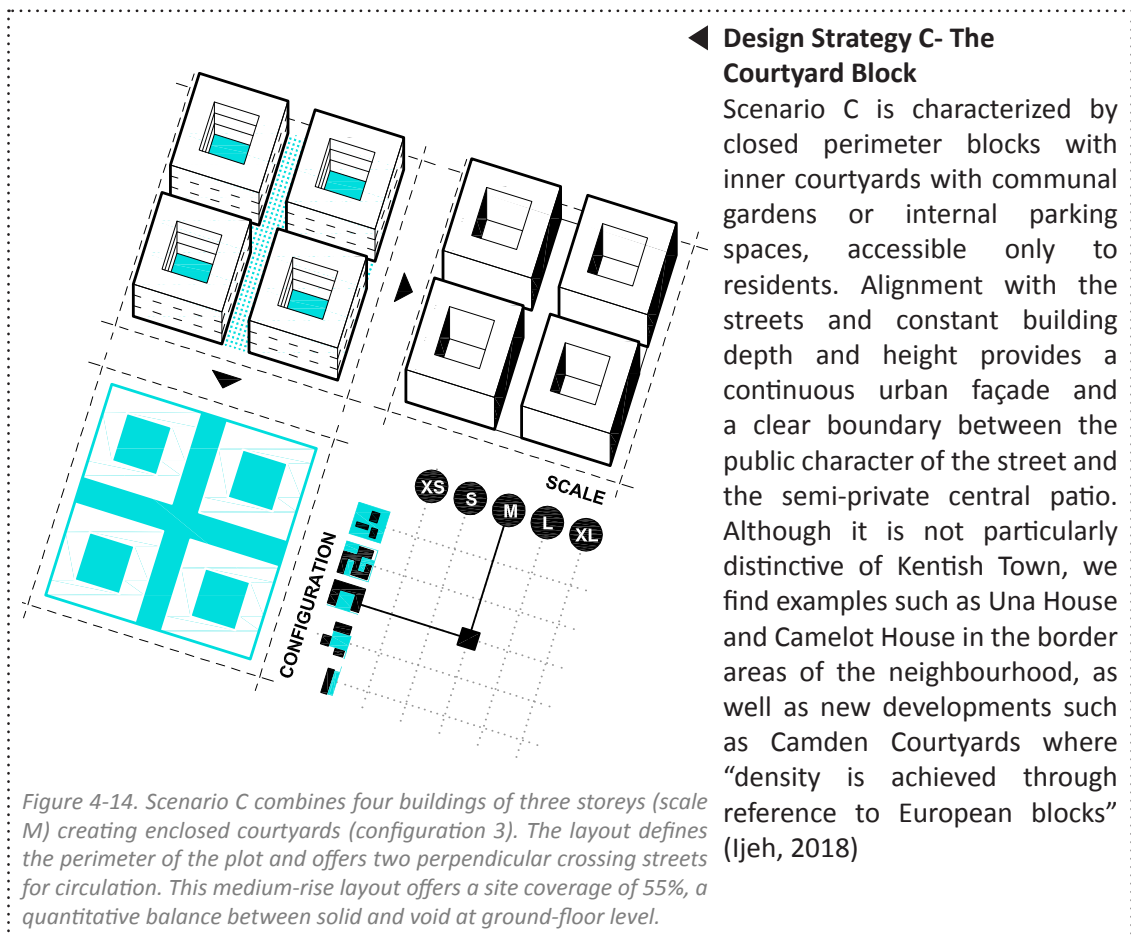 Design Strategy C- The
Courtyard Block
Scenario C is characterized by
closed perimeter blocks with
inner courtyards with communal
gardens or internal parking
spaces, accessible only to
residents. Alignment with the
streets and constant building
depth and height provides a
continuous urban façade and
a clear boundary between the
public character of the street and
the semi-private central patio.
Although it is not particularly
distinctive of Kentish Town, we
find examples such as Una House
and Camelot House in the border
areas of the neighbourhood, as
well as new developments such
as Camden Courtyards where
“density is achieved through
reference to European blocks”
(Ijeh, 2018)
SCALE
XS
S
M
L
XL
CONFIGURATION
Figure 4-14. Scenario C combines four buildings of three storeys (scale
M) creating enclosed courtyards (configuration 3). The layout defines
the perimeter of the plot and offers two perpendicular crossing streets
for circulation. This medium-rise layout offers a site coverage of 55%, a
quantitative balance between solid and void at ground-floor level.